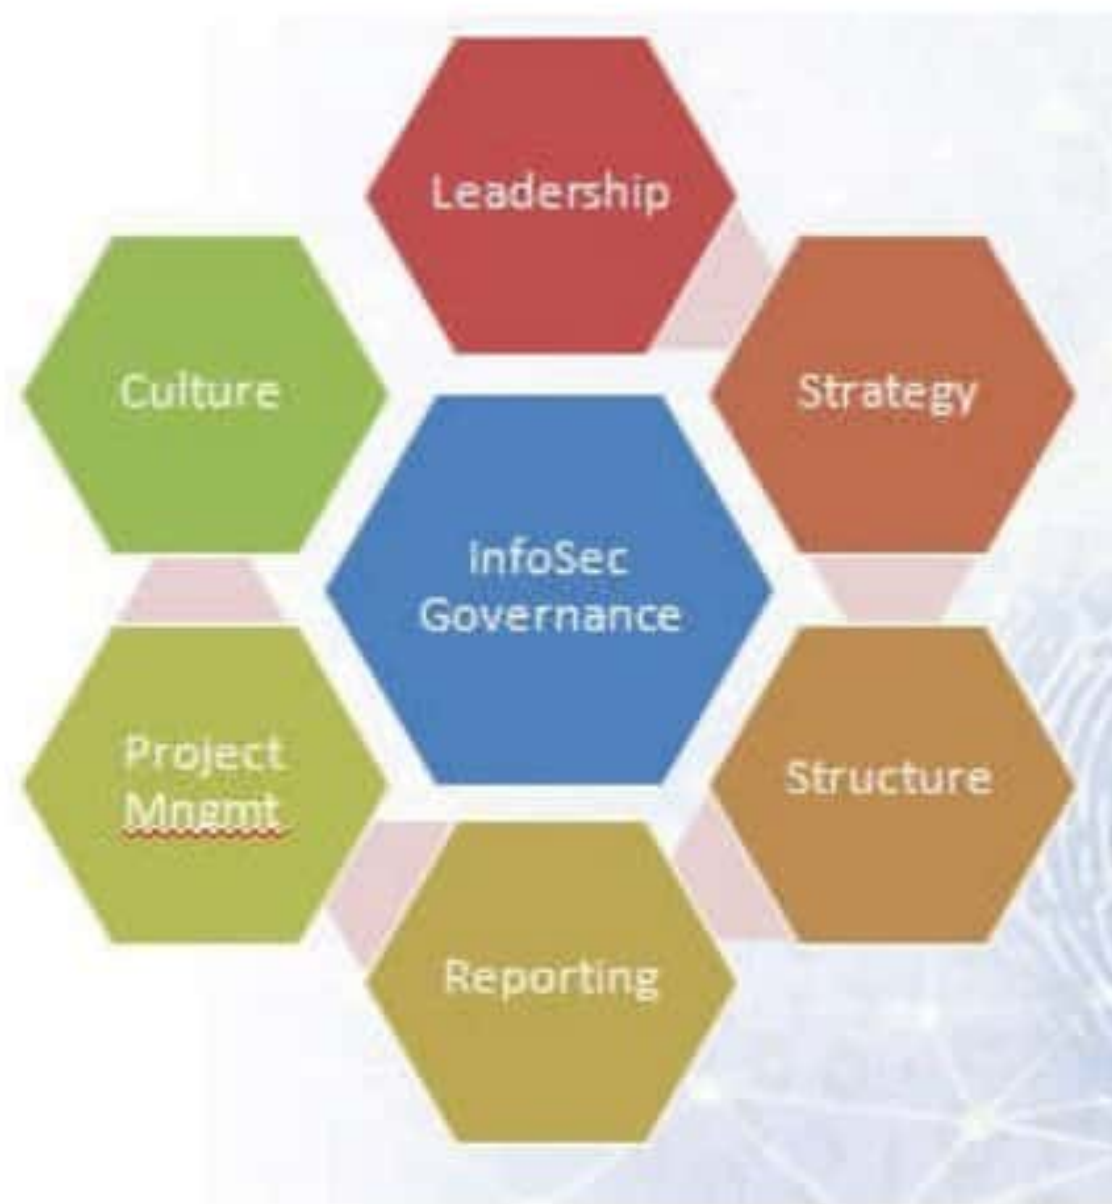 Leadership
Strategy
Structure
Reporting
Project
Mngmt
Culture
InfoSec
Governance